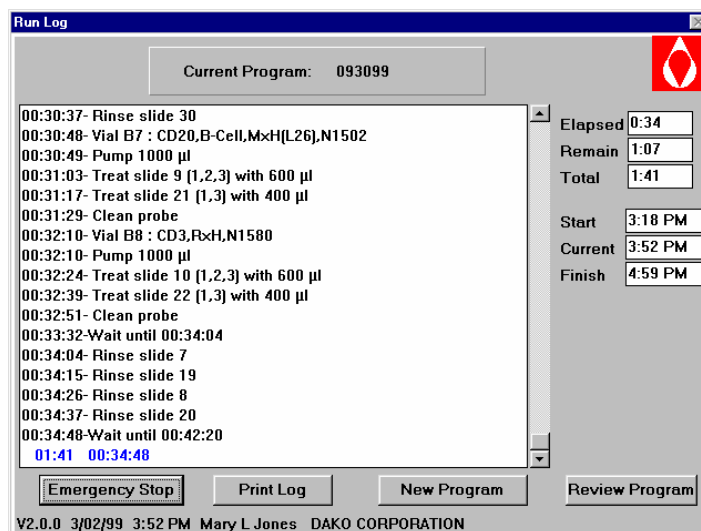 Run Log
Current Program: 093099
00:30:37- Rinse slide 30
00:30:48- Vial B7 : CD20,B-Cell,MxH(L26),N1502
00:30:49- Pump 1000 µl
00:31:03- Treat slide 9 (1,2,3) with 600 µl
00:31:17- Treat slide 21 (1,3) with 400 µl
00:31:29- Clean probe
00:32:10- Vial B8 : CD3,RxH,N1580
00:32:10- Pump 1000 µl
00:32:24- Treat slide 10 (1,2,3) with 600 µl
00:32:39- Treat slide 22 (1,3) with 400 µl
00:32:51- Clean probe
00:33:32-Wait until 00:34:04
00:34:04- Rinse slide 7
00:34:15- Rinse slide 19
00:34:26- Rinse slide 8
00:34:37- Rinse slide 20
00:34:48-Wait until 00:42:20
01:41 00:34:48
Elapsed 0:34
Remain 1:07
Total 1:41
Start 3:18 PM
Current 3:52 PM
Finish 4:59 PM
Emergency Stop Print Log New Program Review Program
V2.0.0 3/02/99 3:52 PM Mary L Jones DAKO CORPORATION